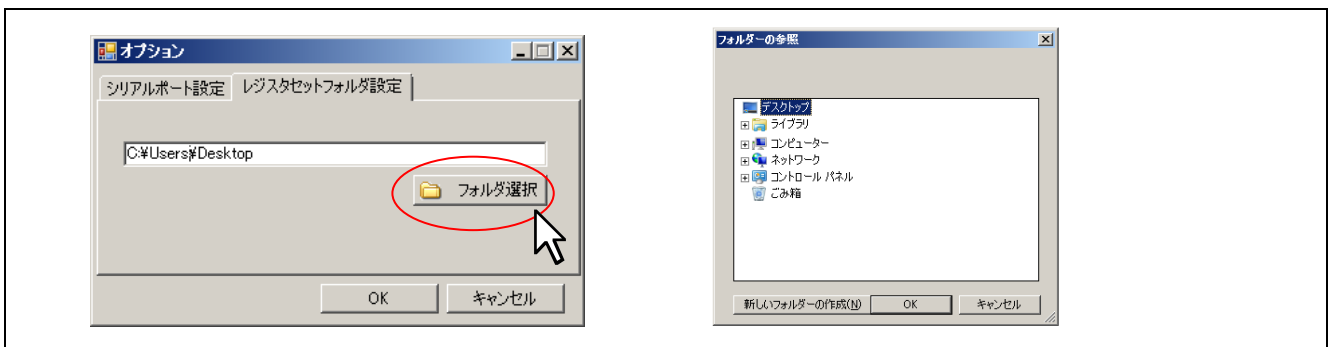 オプション
シリアルポート設定 レジスタセットフォルダ設定
C:¥Users¥Desktop
フォルダ選択
OK キャンセル
フォルダーの参照
デスクトップ
ライブラリ
コンピューター
ネットワーク
コントロール パネル
ごみ箱
新しいフォルダーの作成(N) OK キャンセル